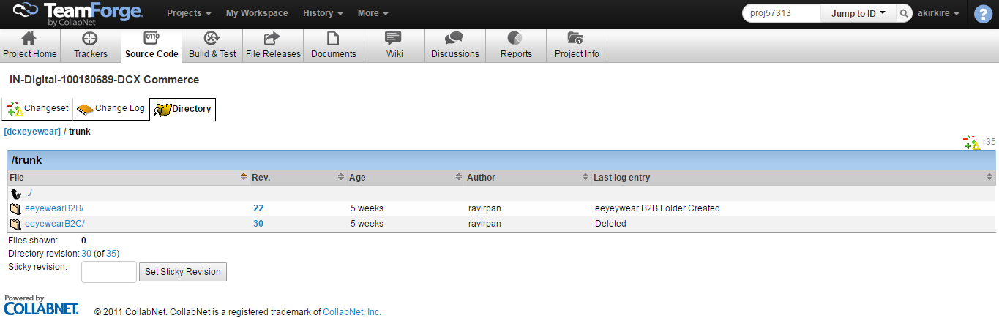 TeamForge.
by CollabNet
Projects My Workspace History More
proj57313 Jump to ID akirkire ?
0110
Project Home Trackers Source Code Build & Test File Releases Documents Wiki Discussions Reports Project Info
IN-Digital-100180689-DCX Commerce
Changeset Change Log Directory
[dcxeyewear] / trunk
r35
/trunk
File Rev. Age Author Last log entry
../
eeyewearB2B/ 22 5 weeks ravirpan eeyeywear B2B Folder Created
eeyewearB2C/ 30 5 weeks ravirpan Deleted
Files shown: 0
Directory revision: 30 (of 35)
Sticky revision: Set Sticky Revision
Powered by
COLLABNET.
© 2011 CollabNet. CollabNet is a registered trademark of CollabNet, Inc.